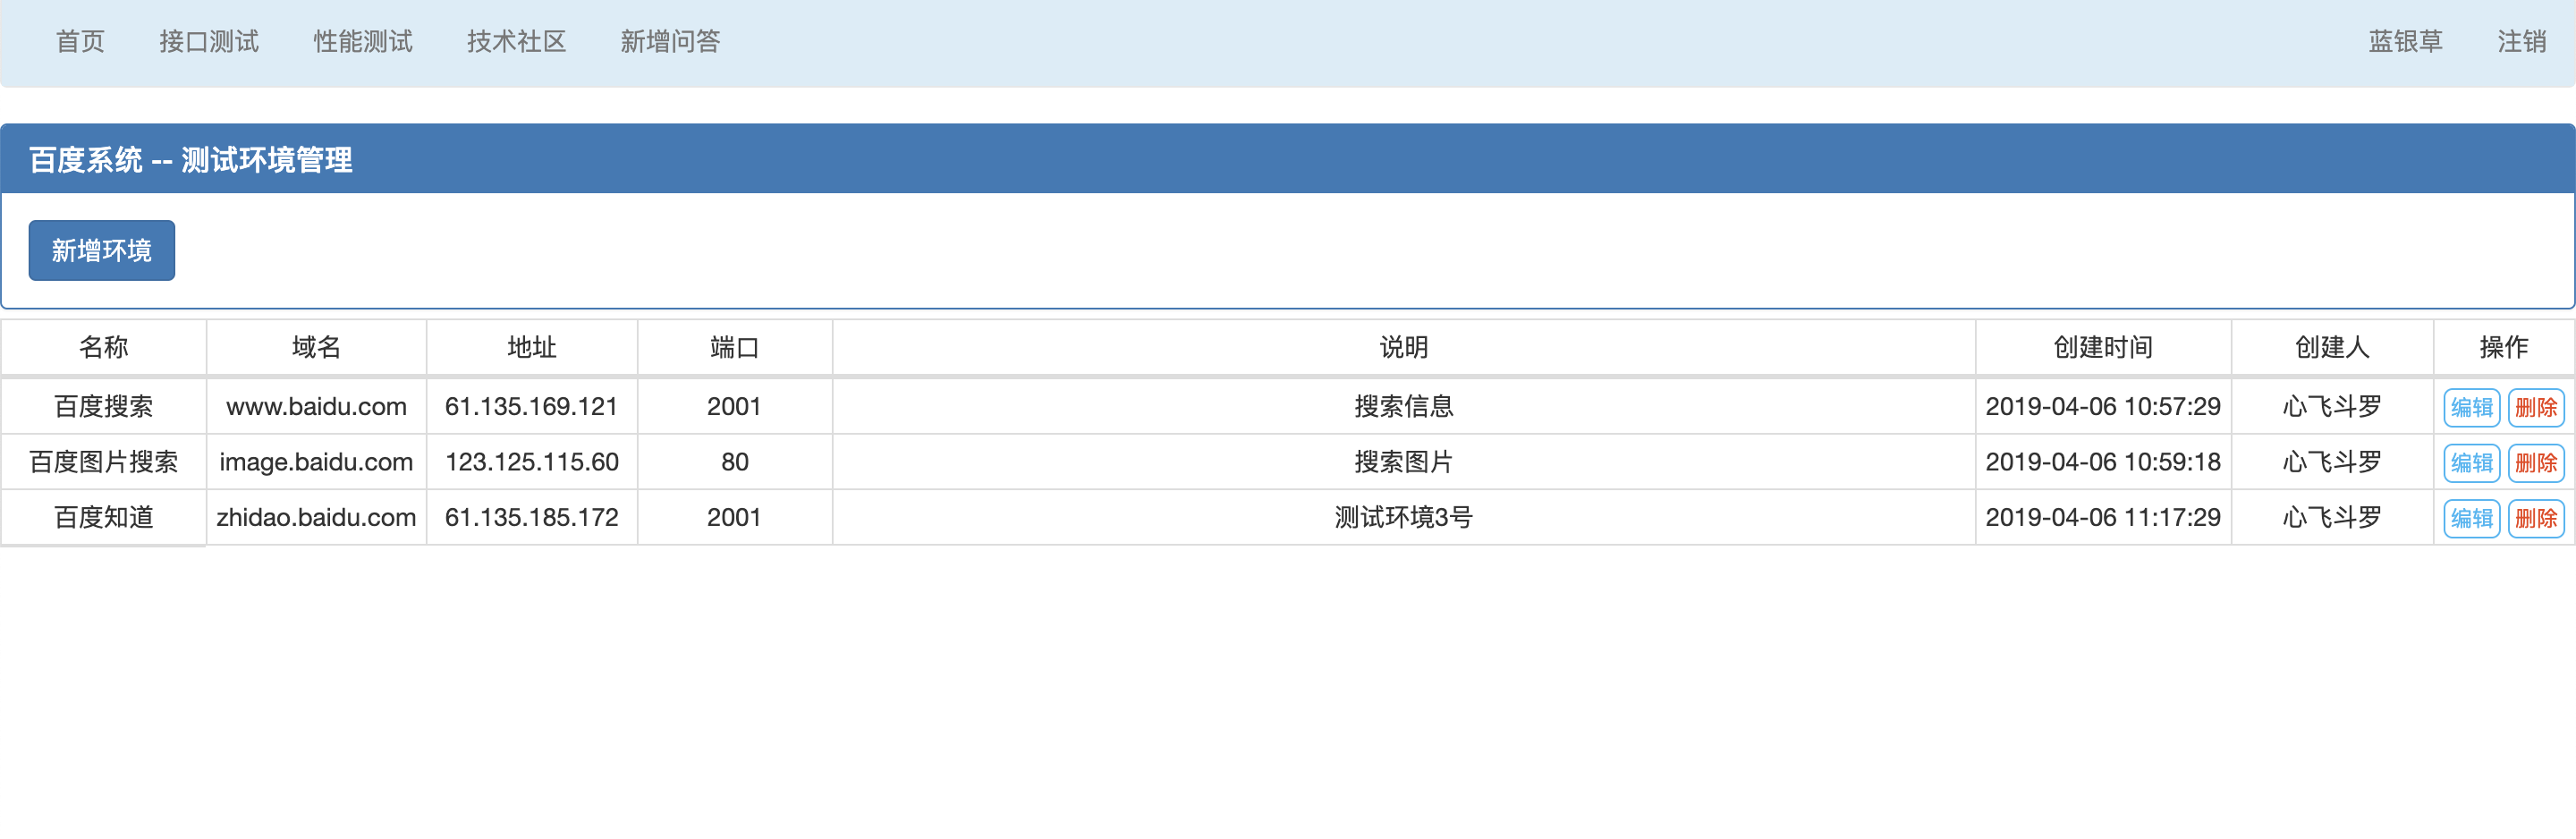 首页 接口测试 性能测试 技术社区 新增问答 蓝银草 注销
百度系统 -- 测试环境管理
新增环境
名称 域名 地址 端口 说明 创建时间 创建人 操作
百度搜索 www.baidu.com 61.135.169.121 2001 搜索信息 2019-04-06 10:57:29 心飞斗罗 编辑 删除
百度图片搜索 image.baidu.com 123.125.115.60 80 搜索图片 2019-04-06 10:59:18 心飞斗罗 编辑 删除
百度知道 zhidao.baidu.com 61.135.185.172 2001 测试环境3号 2019-04-06 11:17:29 心飞斗罗 编辑 删除